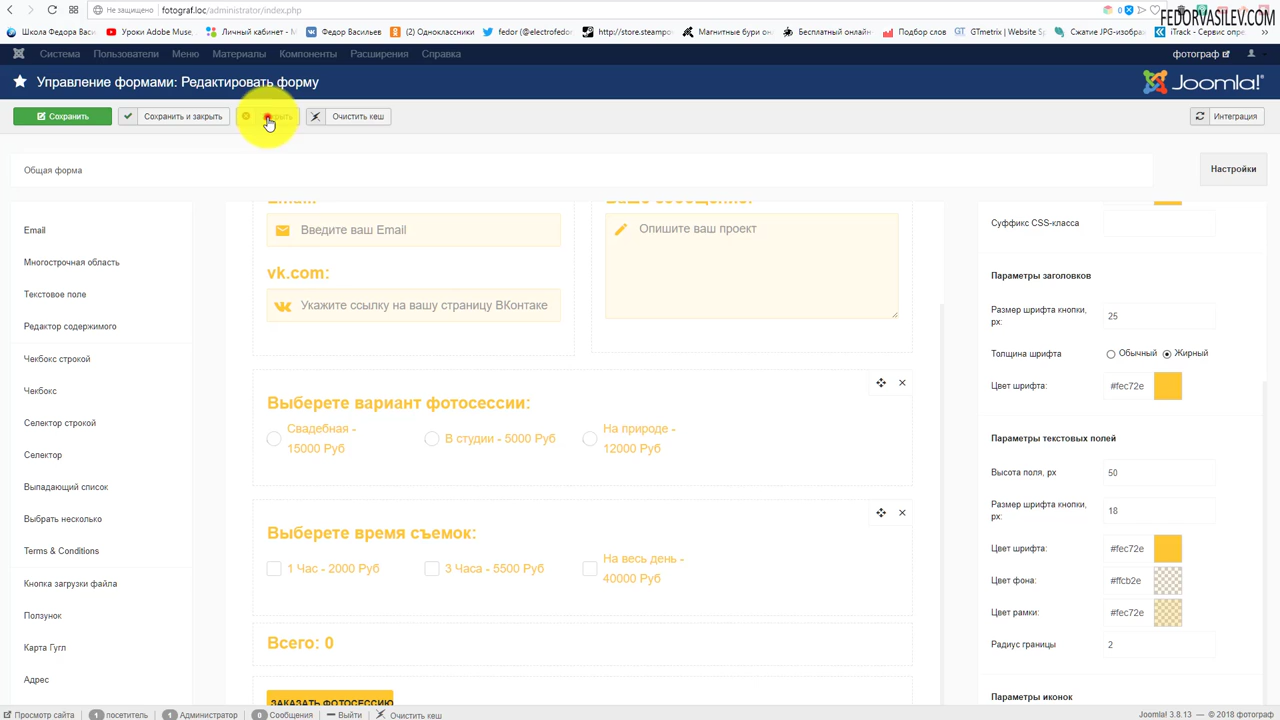 Не защищено fotograf.loc/administrator/index.php
FEDORVASILEV.COM
Школа Федора Васи
Уроки Adobe Muse,
Личный кабинет - M
Федор Васильев
(2) Одноклассники
fedor (@electrofedor
http://store.steampo
Магнитные бури он
Бесплатный онлайн-
Подбор слов
GTmetrix | Website S
Сжатие JPG-изобра
iTrack - Сервис опре
Система Пользователи Меню Материалы Компоненты Расширения Справка
фотограф
Управление формами: Редактировать форму
Joomla!
Сохранить
Сохранить и закрыть
Очистить кеш
Интеграция
Общая форма
Настройки
Email
Многострочная область
Текстовое поле
Редактор содержимого
Чекбокс строкой
Чекбокс
Селектор строкой
Селектор
Выпадающий список
Выбрать несколько
Terms & Conditions
Кнопка загрузки файла
Ползунок
Карта Гугл
Адрес
Введите ваш Email
vk.com:
Укажите ссылку на вашу страницу ВКонтаке
Ваше сообщение:
Опишите ваш проект
Выберете вариант фотосессии:
Свадебная -
15000 Руб
В студии - 5000 Руб
На природе -
12000 Руб
Выберете время съемок:
1 Час - 2000 Руб
3 Часа - 5500 Руб
На весь день -
40000 Руб
Всего: 0
ЗАКАЗАТЬ ФОТОСЕССИЮ
Суффикс CSS-класса
Параметры заголовков
Размер шрифта кнопки,
px:
25
Толщина шрифта
Обычный
Жирный
Цвет шрифта:
#fec72e
Параметры текстовых полей
Высота поля, px
50
Размер шрифта кнопки,
px:
18
Цвет шрифта:
#fec72e
Цвет фона:
#ffcb2e
Цвет рамки:
#fec72e
Радиус границы
2
Параметры иконок
Просмотр сайта
1 посетитель
1 Администратор
0 Сообщения
Выйти
Очистить кеш
Joomla! 3.8.13 — © 2018 фотограф